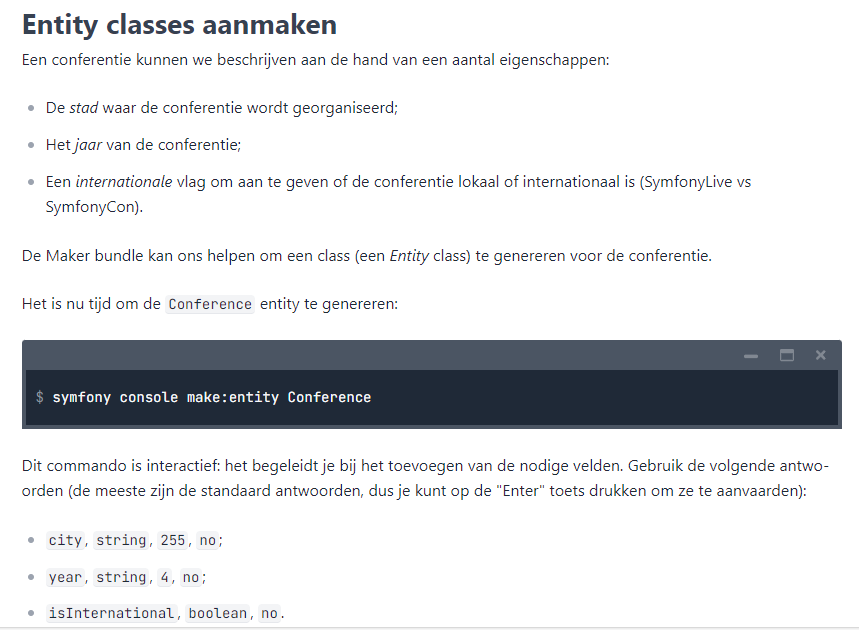 Entity classes aanmaken
Een conferentie kunnen we beschrijven aan de hand van een aantal eigenschappen:
De stad waar de conferentie wordt georganiseerd;
Het jaar van de conferentie;
Een internationale vlag om aan te geven of de conferentie lokaal of internationaal is (SymfonyLive vs
SymfonyCon).
De Maker bundle kan ons helpen om een class (een Entity class) te genereren voor de conferentie.
Het is nu tijd om de Conference entity te genereren:
$ symfony console make:entity Conference
Dit commando is interactief: het begeleidt je bij het toevoegen van de nodige velden. Gebruik de volgende antwo-
orden (de meeste zijn de standaard antwoorden, dus je kunt op de "Enter" toets drukken om ze te aanvaarden):
city, string, 255, no;
year, string, 4, no;
isInternational, boolean, no.